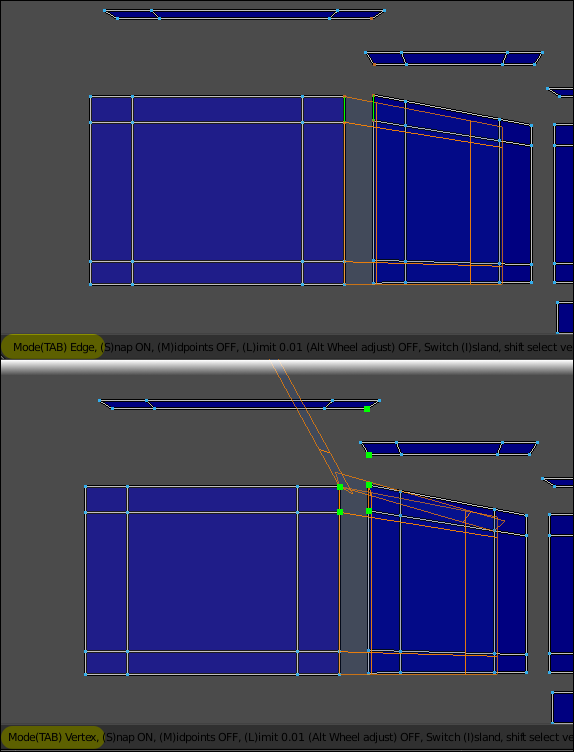 Mode(TAB) Edge, (S)nap ON, (M)idpoints OFF, (L)imit 0.01 (Alt Wheel adjust) OFF, Switch (I)sland, shift select ve
Mode(TAB) Vertex, (S)nap ON, (M)idpoints OFF, (L)imit 0.01 (Alt Wheel adjust) OFF, Switch (I)sland, shift select ve